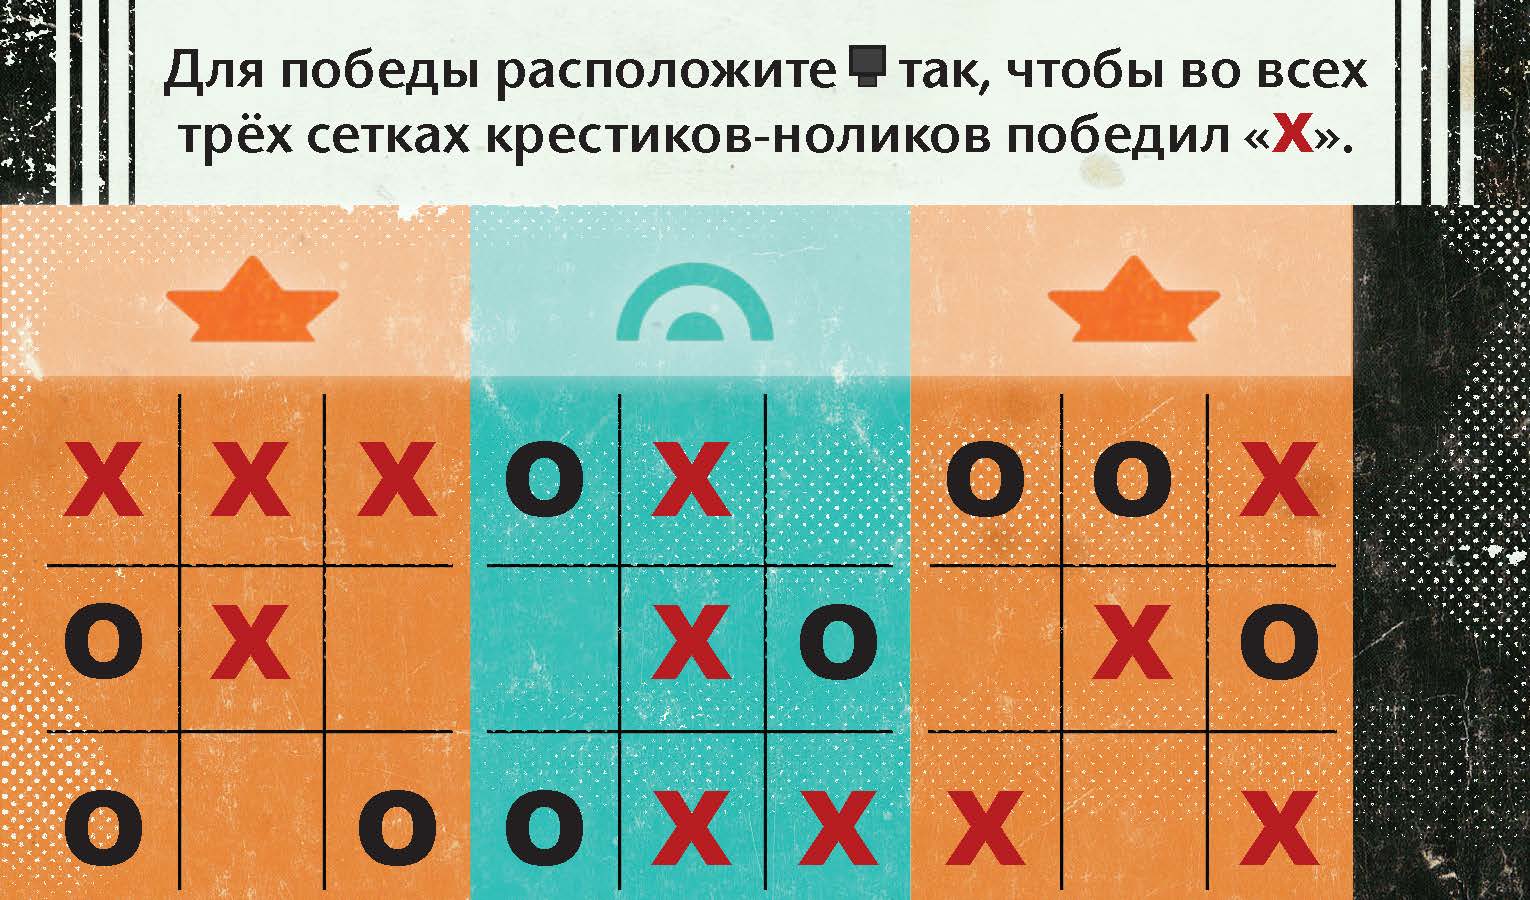 Для победы расположите так, чтобы во всех
трёх сетках крестиков-ноликов победил «X».
X X X O X O O X
O X X O X O
O O O X X X X